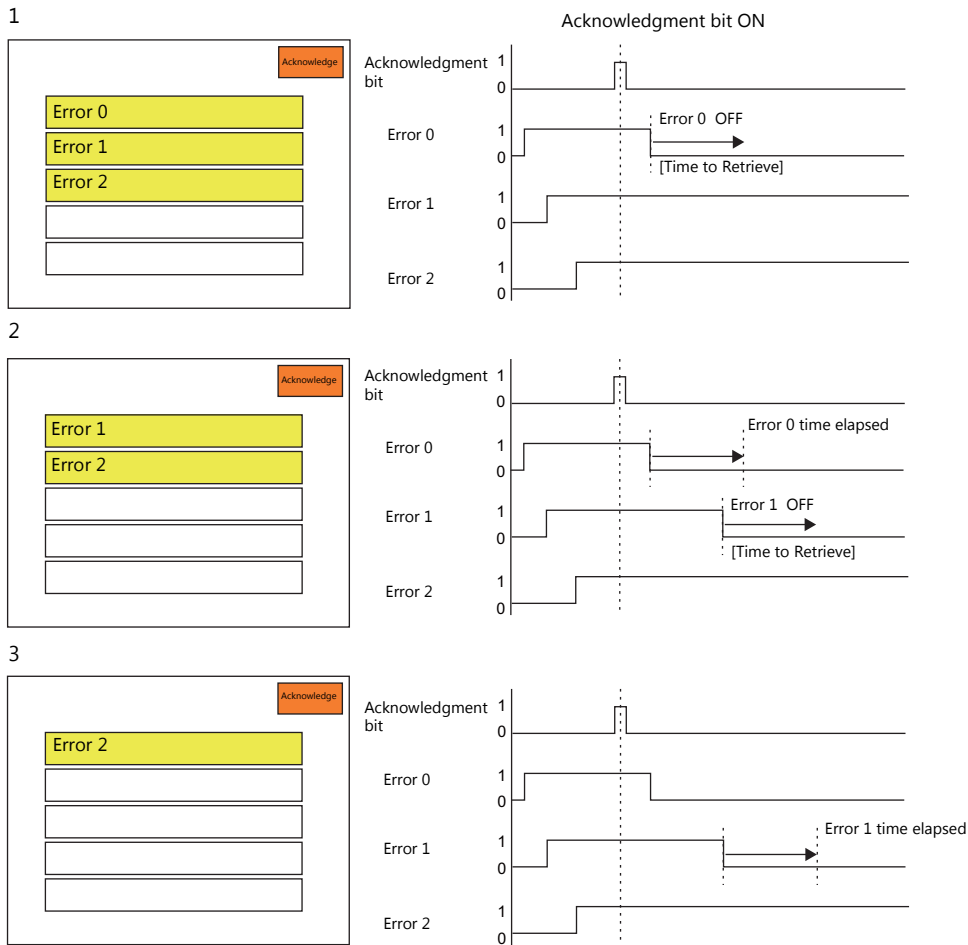 1
Acknowledgment bit ON
Acknowledge
Error 0
Error 1
Error 2
Acknowledgment
bit
1
0
Error 0
1
0
Error 0  OFF
[Time to Retrieve]
Error 1
1
0
Error 2
1
0
2
Acknowledge
Error 1
Error 2
Acknowledgment
bit
1
0
Error 0
1
0
Error 0 time elapsed
Error 1
1
0
Error 1  OFF
[Time to Retrieve]
Error 2
1
0
3
Acknowledge
Error 2
Acknowledgment
bit
1
0
Error 0
1
0
Error 1
1
0
Error 1 time elapsed
Error 2
1
0